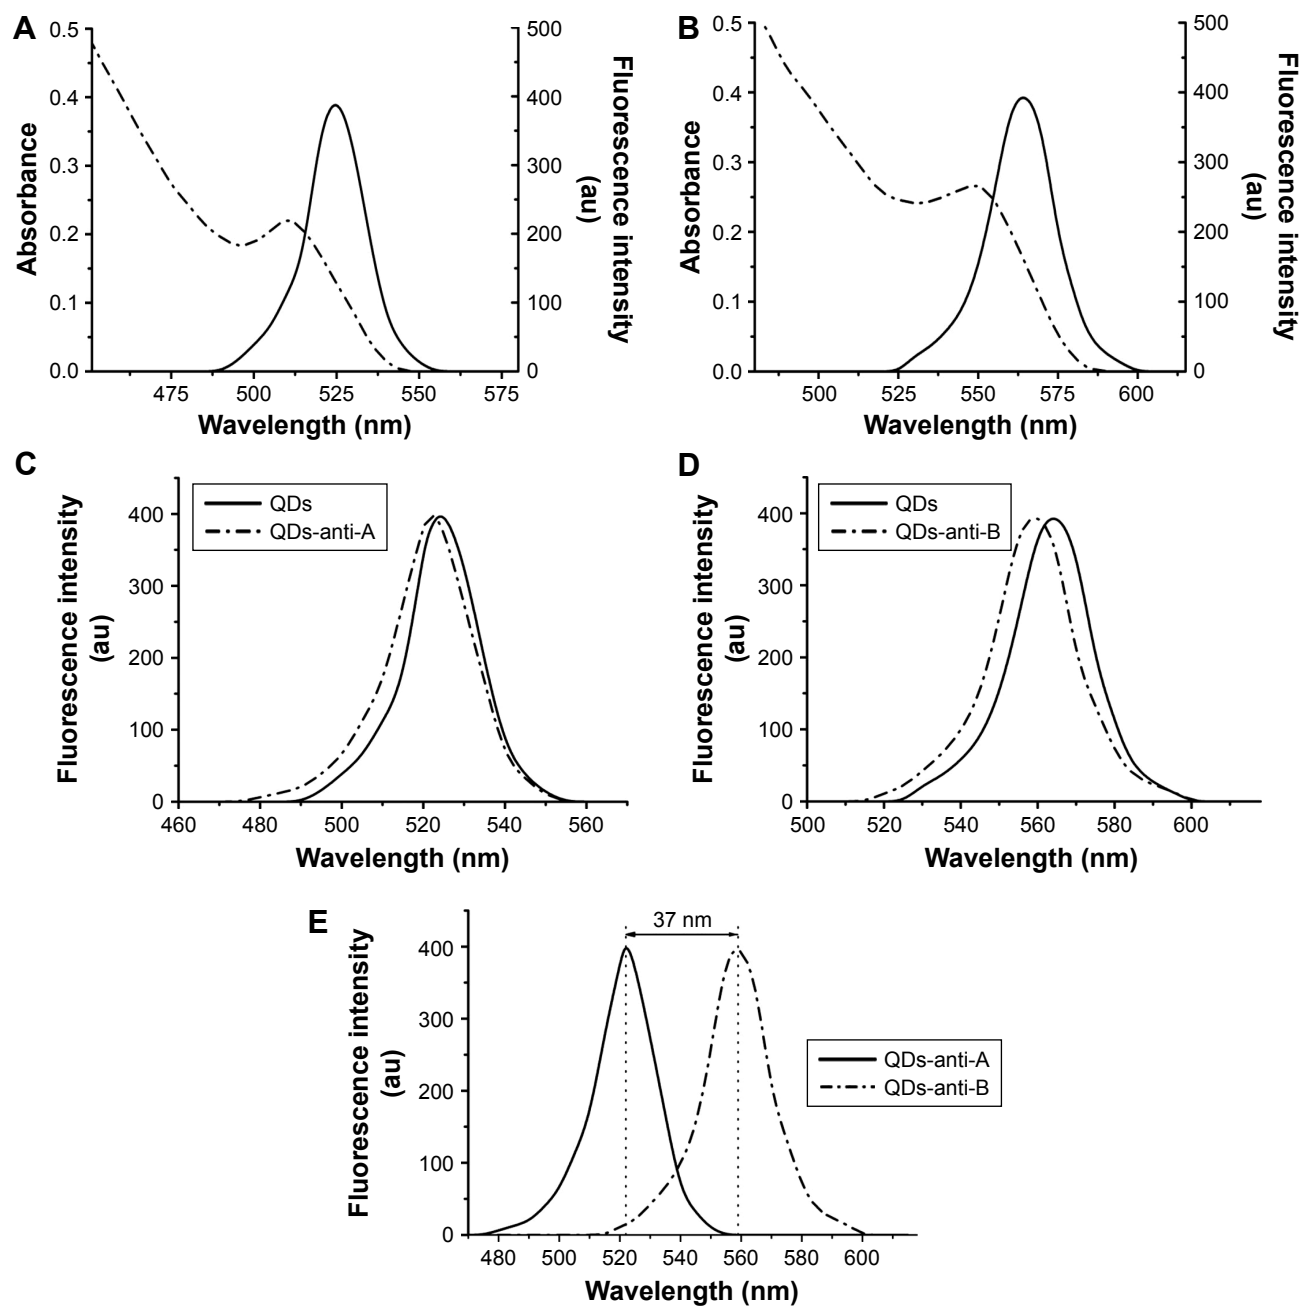 A
0.5
0.4
0.3
0.2
0.1
0.0
Absorbance
500
400
300
200
100
0
Fluorescence intensity
(au)
475 500 525 550 575
Wavelength (nm)
B
0.5
0.4
0.3
0.2
0.1
0.0
Absorbance
500
400
300
200
100
0
Fluorescence intensity
(au)
500 525 550 575 600
Wavelength (nm)
C
QDs
QDs-anti-A
400
300
200
100
0
Fluorescence intensity
(au)
460 480 500 520 540 560
Wavelength (nm)
D
QDs
QDs-anti-B
400
300
200
100
0
Fluorescence intensity
(au)
500 520 540 560 580 600
Wavelength (nm)
E
37 nm
400
300
200
100
0
Fluorescence intensity
(au)
QDs-anti-A
QDs-anti-B
480 500 520 540 560 580 600
Wavelength (nm)